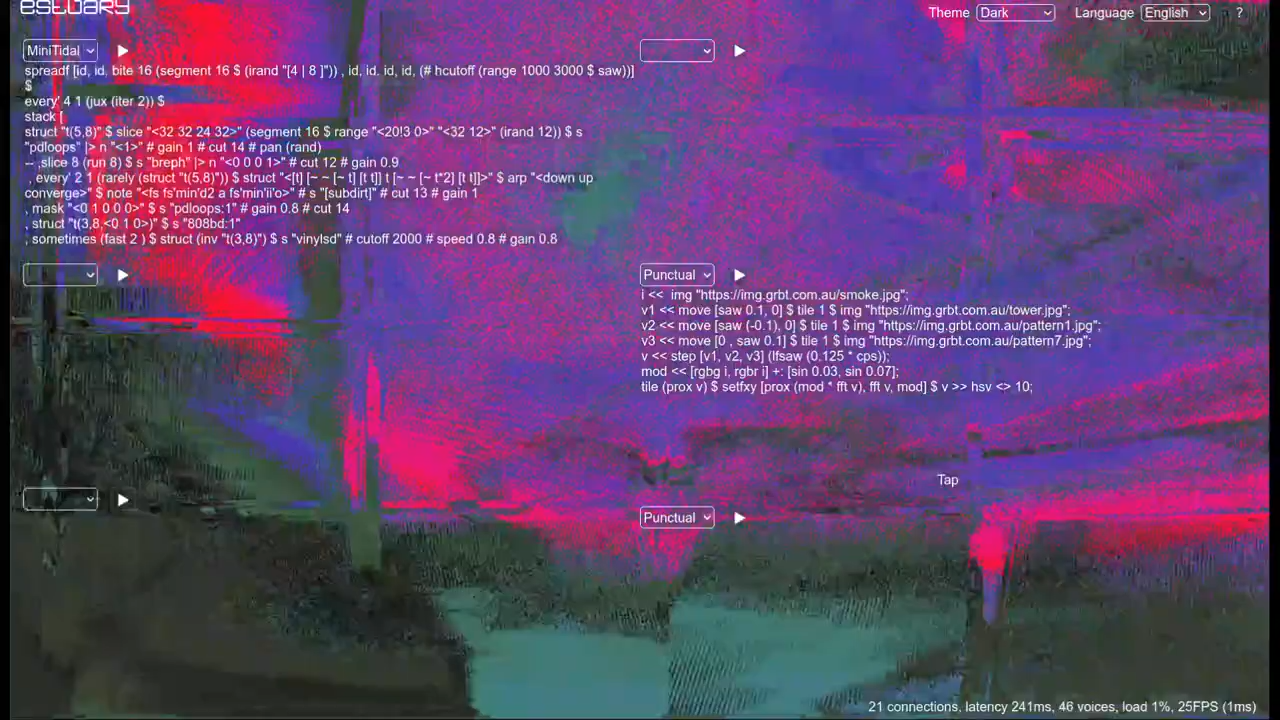 estuary
Theme Dark Language English ?
MiniTidal
spreadf [id, id, bite 16 (segment 16 $ (irand "[4 | 8 ]")) , id, id, id, id, (# hcutoff (range 1000 3000 $ saw))]
$
every' 4 1 (jux (iter 2)) $
stack [
struct "t(5,8)" $ slice "<32 32 24 32>" (segment 16 $ range "<20!3 0>" "<32 12>" (irand 12)) $ s
"pdloops" |> n "<1>" # gain 1 # cut 14 # pan (rand)
-- ,slice 8 (run 8) $ s "breph" |> n "<0 0 0 1>" # cut 12 # gain 0.9
, every' 2 1 (rarely (struct "t(5,8)")) $ struct "<[t] [~ ~ [~ t] [t t]] t [~ ~ [~ t*2] [t t]]>" $ arp "<down up
converge>" $ note "<fs fs'min'd2 a fs'min'ii'o>" # s "[subdirt]" # cut 13 # gain 1
, mask "<0 1 0 0 0>" $ s "pdloops:1" # gain 0.8 # cut 14
, struct "t(3,8,<0 1 0>)" $ s "808bd:1"
, sometimes (fast 2 ) $ struct (inv "t(3,8)") $ s "vinylsd" # cutoff 2000 # speed 0.8 # gain 0.8
Punctual
i << img "https://img.grbt.com.au/smoke.jpg";
v1 << move [saw 0.1, 0] $ tile 1 $ img "https://img.grbt.com.au/tower.jpg";
v2 << move [saw (-0.1), 0] $ tile 1 $ img "https://img.grbt.com.au/pattern1.jpg";
v3 << move [0 , saw 0.1] $ tile 1 $ img "https://img.grbt.com.au/pattern7.jpg";
v << step [v1, v2, v3] (lfsaw (0.125 * cps));
mod << [rgbg i, rgbr i] +: [sin 0.03, sin 0.07];
tile (prox v) $ setfxy [prox (mod * fft v), fft v, mod] $ v >> hsv <> 10;
Tap
Punctual
21 connections, latency 241ms, 46 voices, load 1%, 25FPS (1ms)